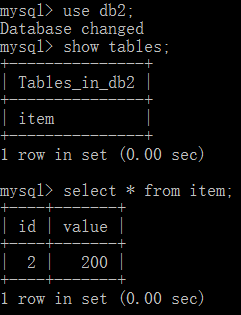 mysql> use db2;
Database changed
mysql> show tables;
+---------------+
| Tables_in_db2 |
+---------------+
| item          |
+---------------+
1 row in set (0.00 sec)

mysql> select * from item;
+----+-------+
| id | value |
+----+-------+
|  2 |   200 |
+----+-------+
1 row in set (0.00 sec)